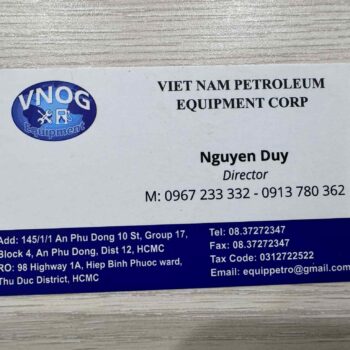 VNOG
Equipment
VIET NAM PETROLEUM
EQUIPMENT CORP
Nguyen Duy
Director
M: 0967 233 332 - 0913 780 362
Add: 145/1/1 An Phu Dong 10 St, Group 17,
Block 4, An Phu Dong, Dist 12, HCMC
RO: 98 Highway 1A, Hiep Binh Phuoc ward,
Thu Duc District, HCMC
Tel: 08.37272347
Fax: 08.37272347
Tax Code: 0312722522
Email: equippetro@gmail.com